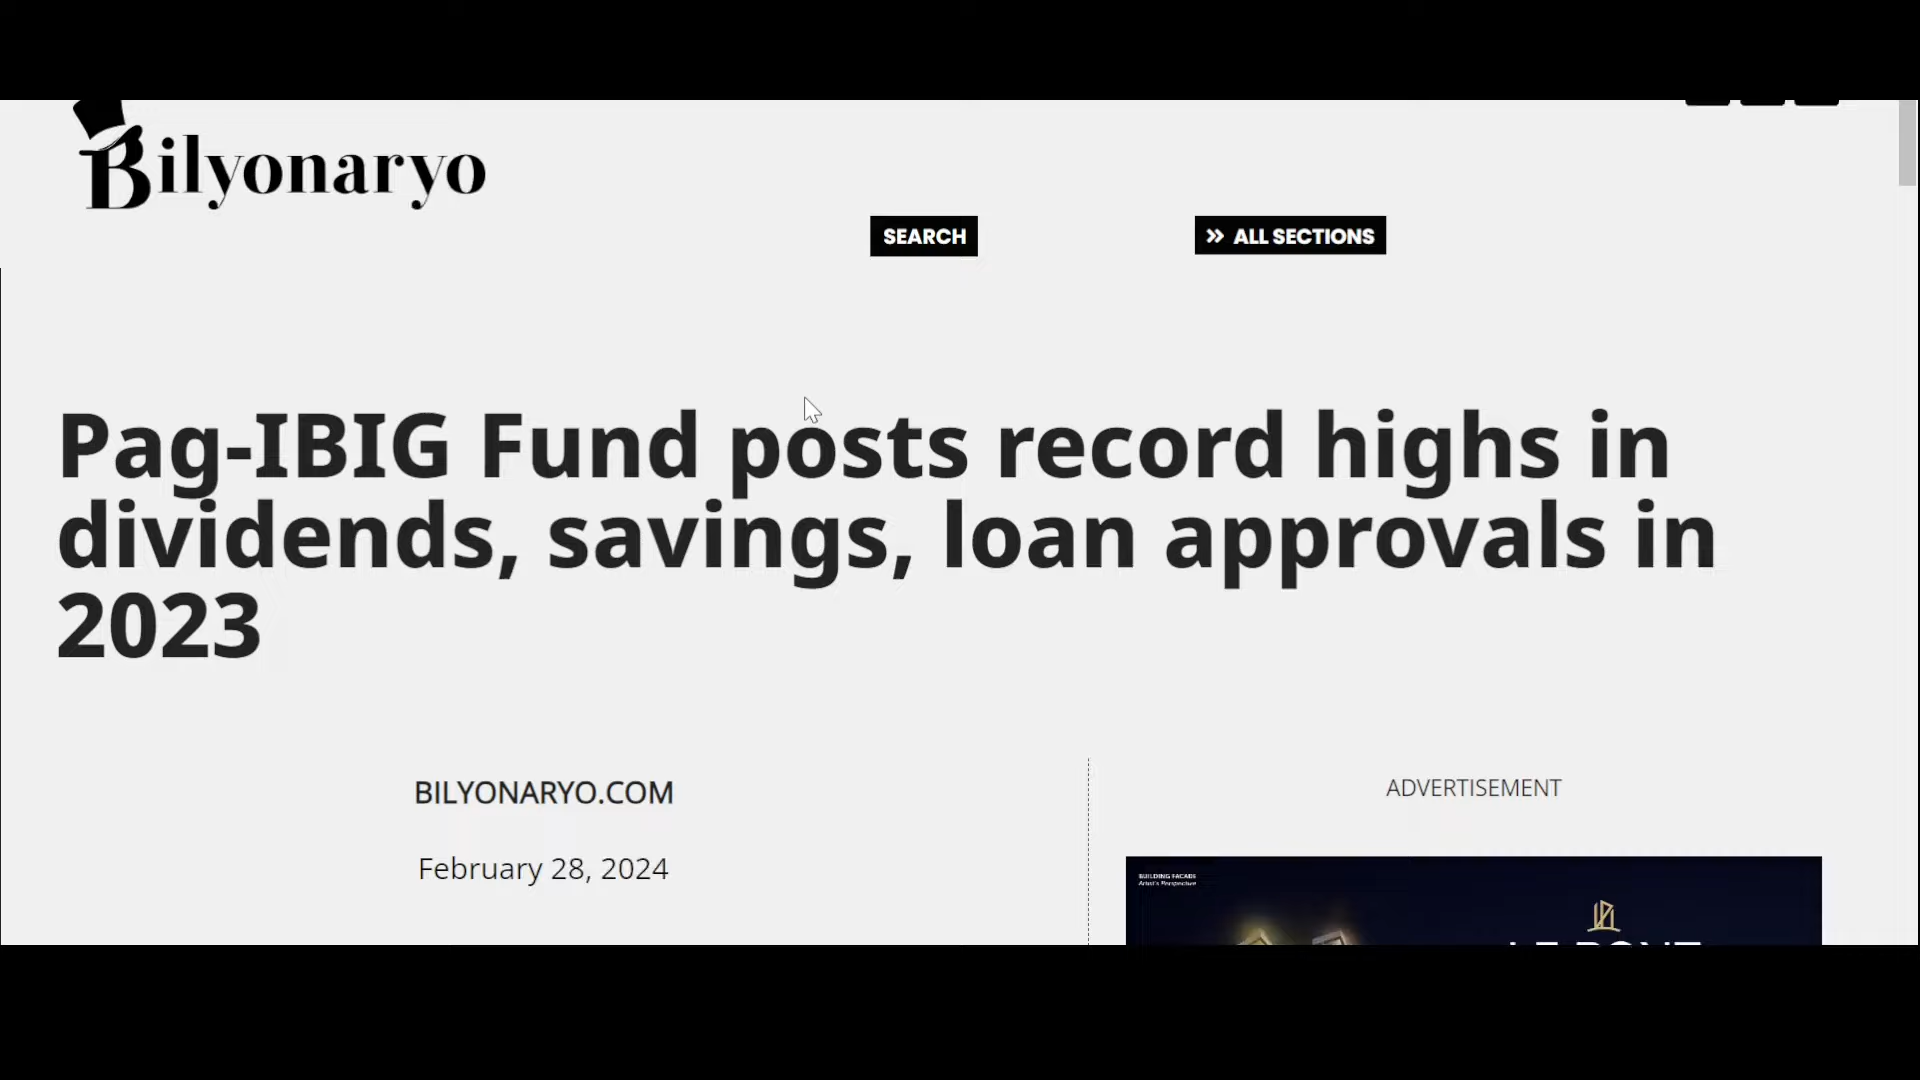 Bilyonaryo
SEARCH
ALL SECTIONS
Pag-IBIG Fund posts record highs in
dividends, savings, loan approvals in
2023
BILYONARYO.COM
February 28, 2024
ADVERTISEMENT
BUILDING FACADE
Artist's Perspective